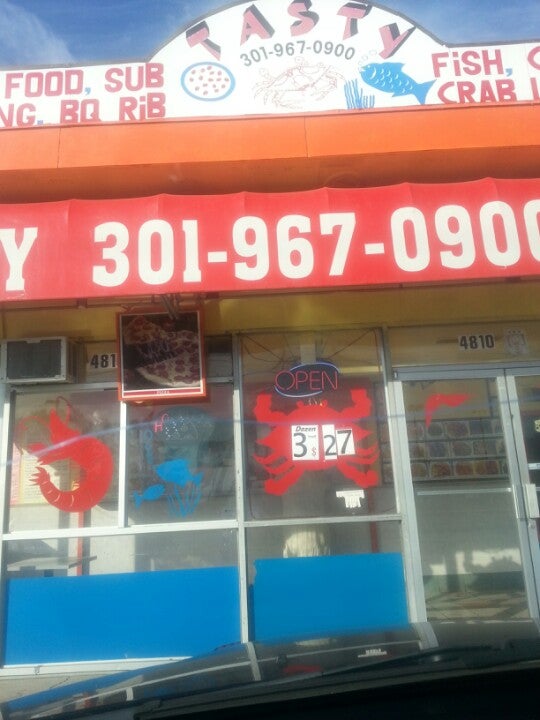 TASTY
301-967-0900
FOOD, SUB
FISH, C
NG, BQ RIB
CRAB L
Y 301-967-0900
481
4810
OPEN
Dozen
3 $ 27